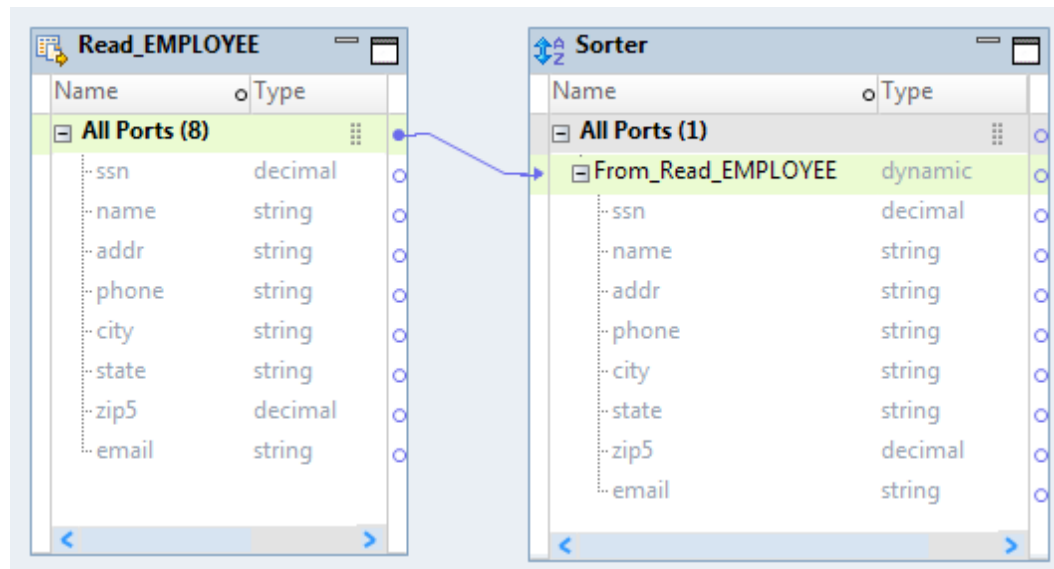 Read_EMPLOYEE
Name Type
All Ports (8)
ssn decimal
name string
addr string
phone string
city string
state string
zip5 decimal
email string
AZ Sorter
Name Type
All Ports (1)
From_Read_EMPLOYEE dynamic
ssn decimal
name string
addr string
phone string
city string
state string
zip5 decimal
email string